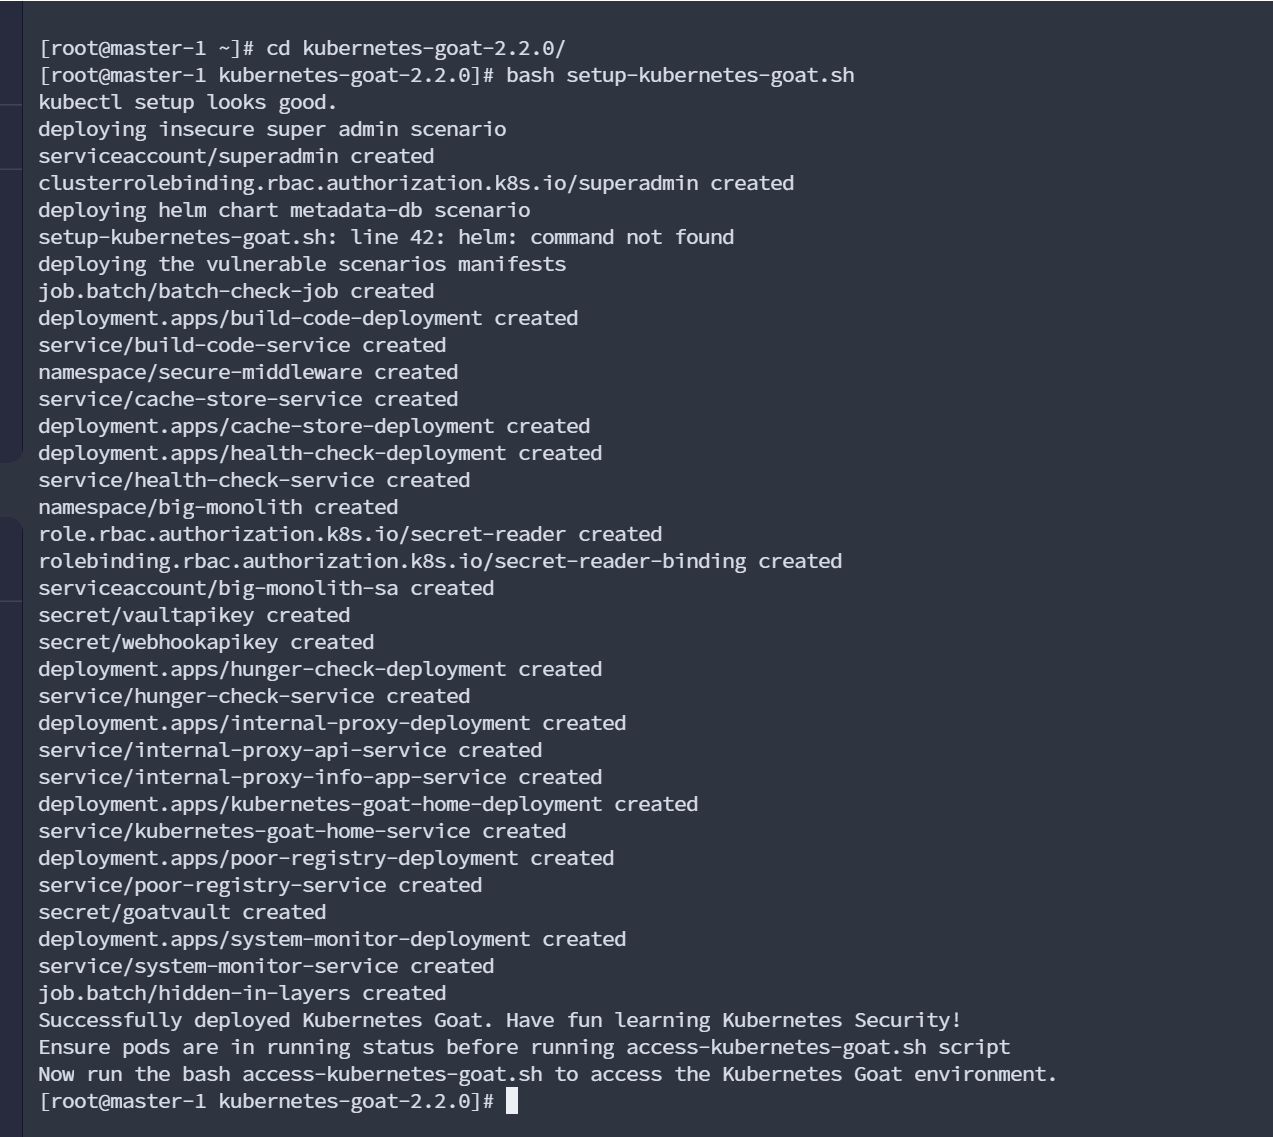 [root@master-1 ~]# cd kubernetes-goat-2.2.0/
[root@master-1 kubernetes-goat-2.2.0]# bash setup-kubernetes-goat.sh
kubectl setup looks good.
deploying insecure super admin scenario
serviceaccount/superadmin created
clusterrolebinding.rbac.authorization.k8s.io/superadmin created
deploying helm chart metadata-db scenario
setup-kubernetes-goat.sh: line 42: helm: command not found
deploying the vulnerable scenarios manifests
job.batch/batch-check-job created
deployment.apps/build-code-deployment created
service/build-code-service created
namespace/secure-middleware created
service/cache-store-service created
deployment.apps/cache-store-deployment created
deployment.apps/health-check-deployment created
service/health-check-service created
namespace/big-monolith created
role.rbac.authorization.k8s.io/secret-reader created
rolebinding.rbac.authorization.k8s.io/secret-reader-binding created
serviceaccount/big-monolith-sa created
secret/vaultapikey created
secret/webhookapikey created
deployment.apps/hunger-check-deployment created
service/hunger-check-service created
deployment.apps/internal-proxy-deployment created
service/internal-proxy-api-service created
service/internal-proxy-info-app-service created
deployment.apps/kubernetes-goat-home-deployment created
service/kubernetes-goat-home-service created
deployment.apps/poor-registry-deployment created
service/poor-registry-service created
secret/goatvault created
deployment.apps/system-monitor-deployment created
service/system-monitor-service created
job.batch/hidden-in-layers created
Successfully deployed Kubernetes Goat. Have fun learning Kubernetes Security!
Ensure pods are in running status before running access-kubernetes-goat.sh script
Now run the bash access-kubernetes-goat.sh to access the Kubernetes Goat environment.
[root@master-1 kubernetes-goat-2.2.0]#